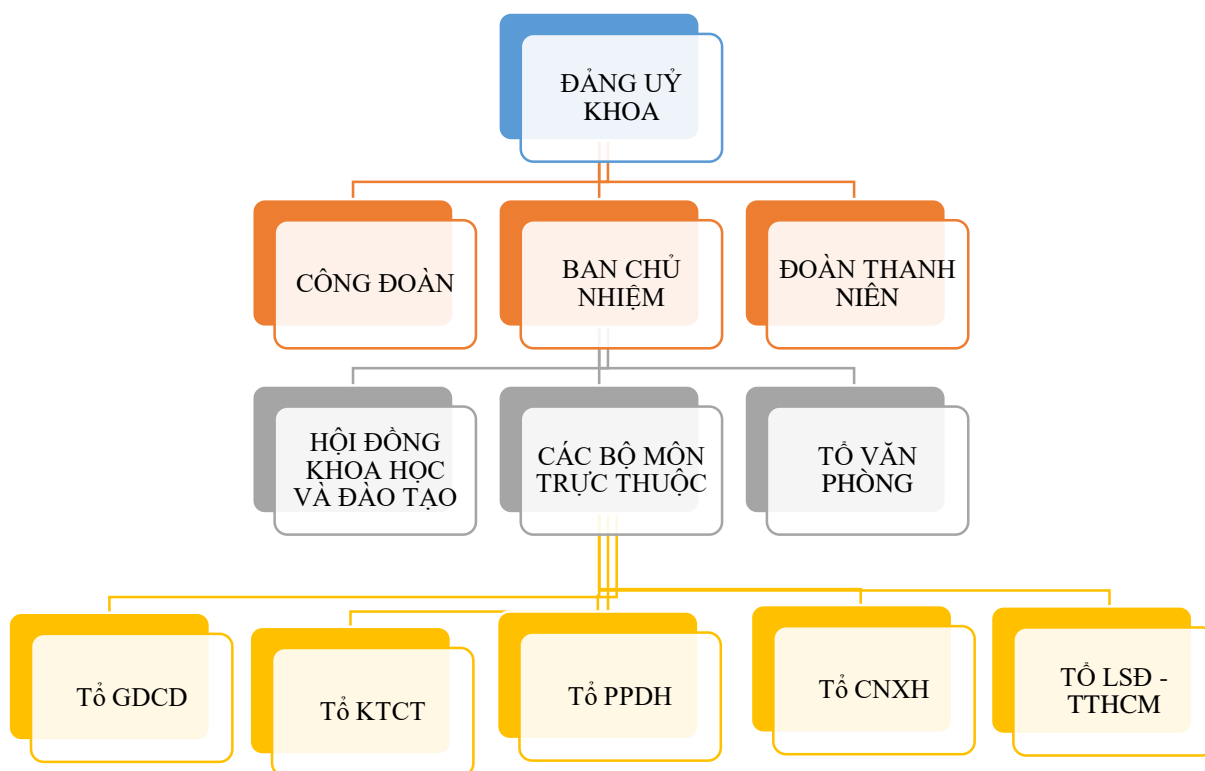 ĐẢNG UỶ
KHOA
CÔNG ĐOÀN
BAN CHỦ
NHIỆM
ĐOÀN THANH
NIÊN
HỘI ĐỒNG
KHOA HỌC
VÀ ĐÀO TẠO
CÁC BỘ MÔN
TRỰC THUỘC
TỔ VĂN
PHÒNG
Tổ GDCD
Tổ KTCT
Tổ PPDH
Tổ CNXH
TỔ LSĐ -
TTHCM